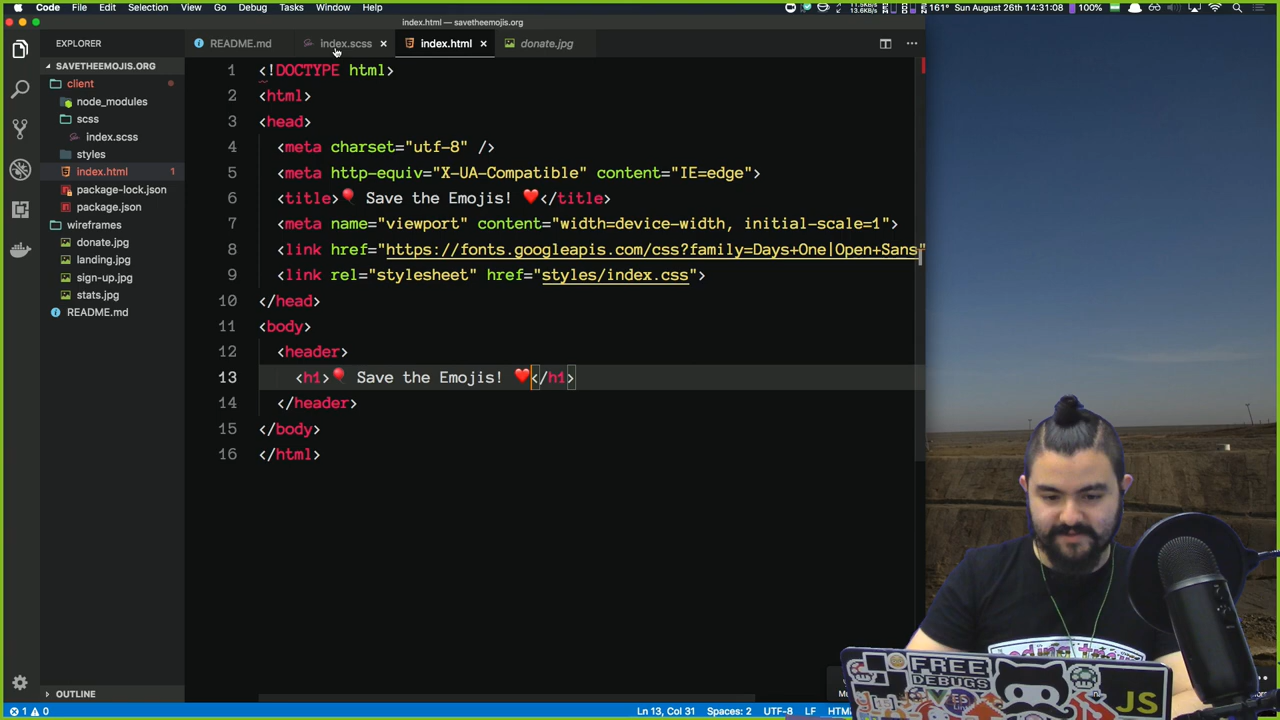 Code File Edit Selection View Go Debug Tasks Window Help
161° Sun August 26th 14:31:08 100%
index.html — savetheemojis.org
EXPLORER
README.md
index.scss
index.html
donate.jpg
SAVETHEEMOJIS.ORG
client
node_modules
scss
index.scss
styles
index.html 1
package-lock.json
package.json
wireframes
donate.jpg
landing.jpg
sign-up.jpg
stats.jpg
README.md
1 <!DOCTYPE html>
2 <html>
3 <head>
4 <meta charset="utf-8" />
5 <meta http-equiv="X-UA-Compatible" content="IE=edge">
6 <title>🎈 Save the Emojis! ❤️</title>
7 <meta name="viewport" content="width=device-width, initial-scale=1">
8 <link href="https://fonts.googleapis.com/css?family=Days+One|Open+Sans"
9 <link rel="stylesheet" href="styles/index.css">
10 </head>
11 <body>
12 <header>
13 <h1>🎈 Save the Emojis! ❤️</h1>
14 </header>
15 </body>
16 </html>
OUTLINE
1 0
Ln 13, Col 31 Spaces: 2 UTF-8 LF
FREE
DEBUGS
JS